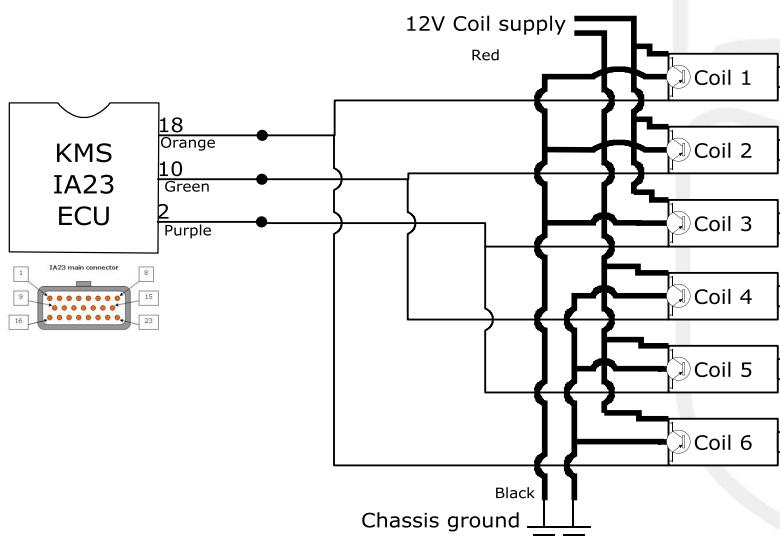 12V Coil supply
Red
Coil 1
18
Orange
KMS
IA23
ECU
10
Green
Coil 2
2
Purple
Coil 3
IA23 main connector
1
8
9
15
16
23
Coil 4
Coil 5
Coil 6
Black
Chassis ground